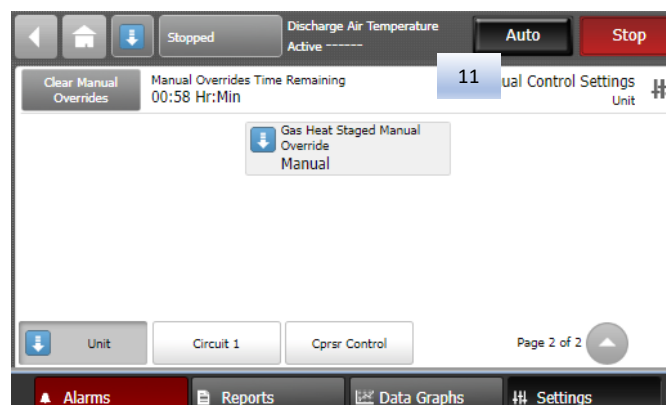 Stopped
Discharge Air Temperature
Active ------
Auto
Stop
Clear Manual
Overrides
Manual Overrides Time Remaining
00:58 Hr:Min
11
ual Control Settings
Unit
Gas Heat Staged Manual
Override
Manual
Unit
Circuit 1
Cprsr Control
Page 2 of 2
Alarms
Reports
Data Graphs
Settings